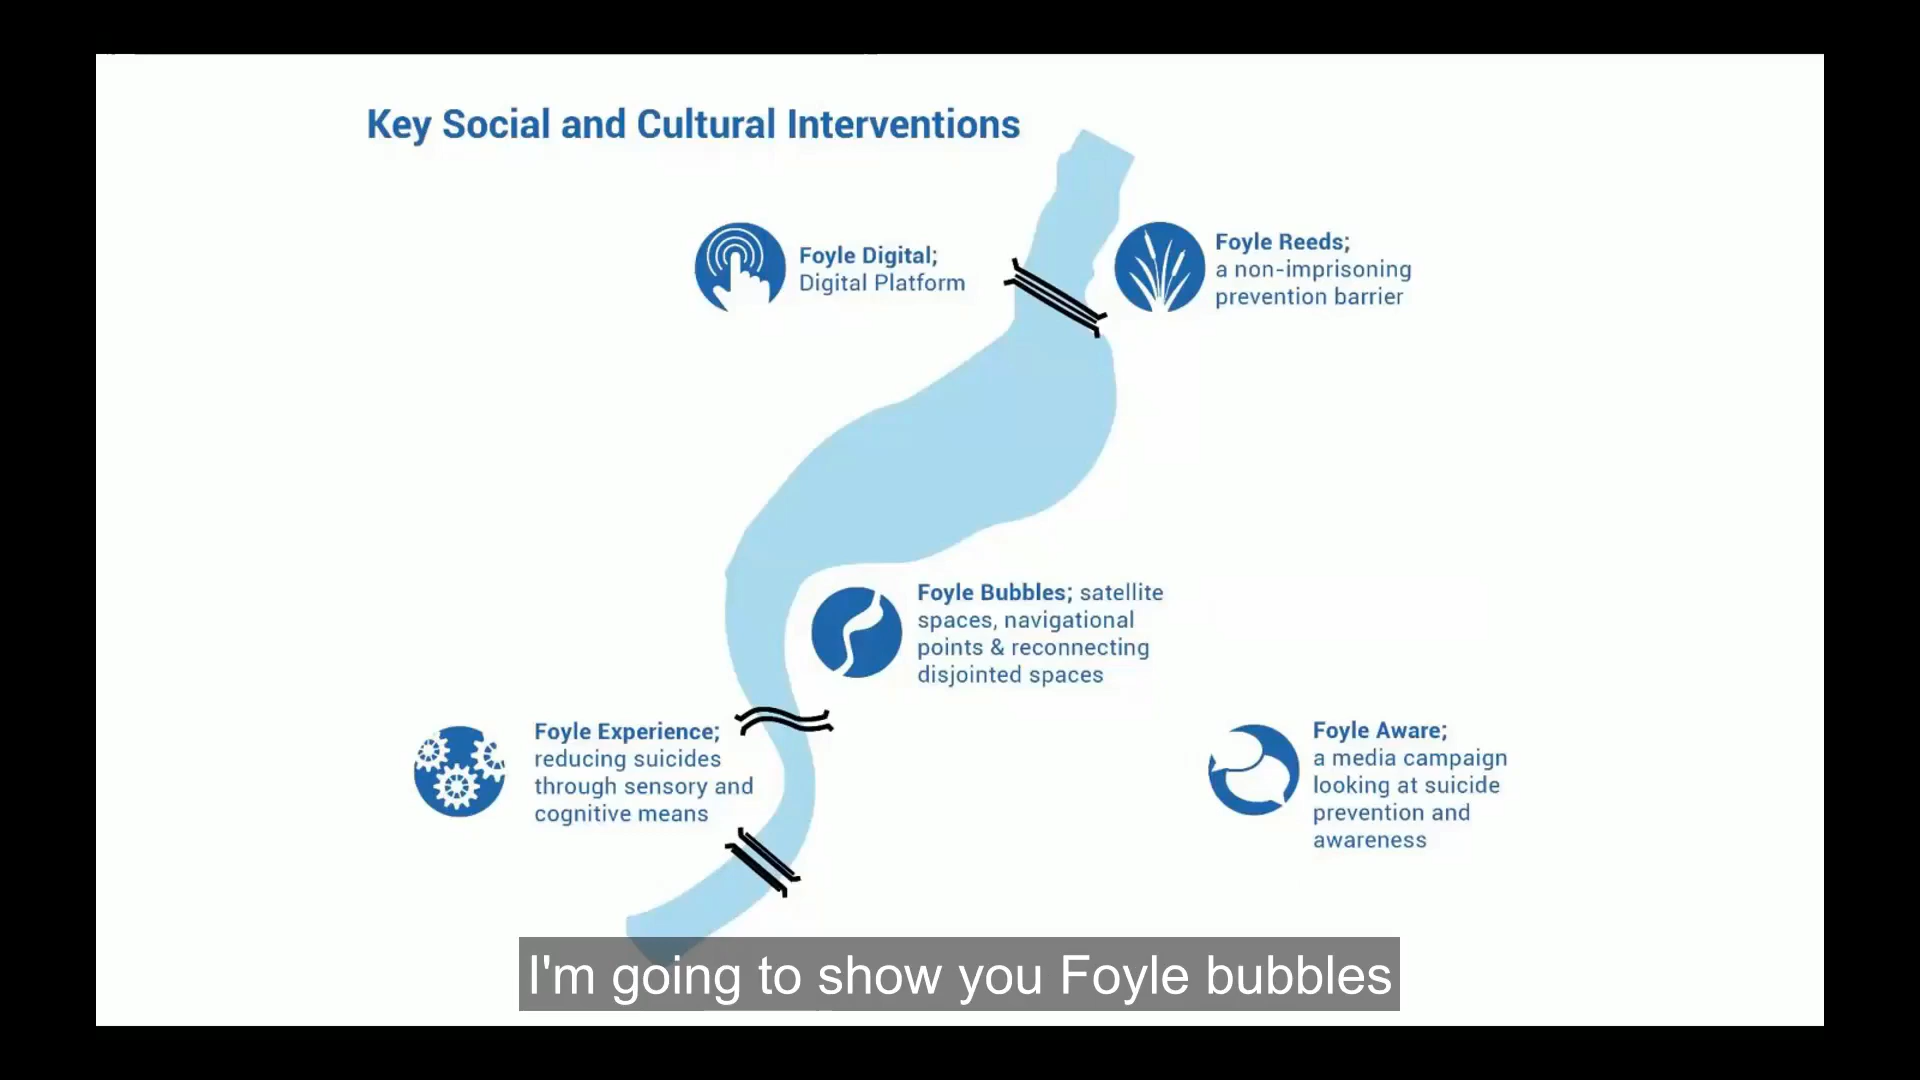 Key Social and Cultural Interventions
Foyle Digital;
Digital Platform
Foyle Reeds;
a non-imprisoning
prevention barrier
Foyle Bubbles; satellite
spaces, navigational
points & reconnecting
disjointed spaces
Foyle Experience;
reducing suicides
through sensory and
cognitive means
Foyle Aware;
a media campaign
looking at suicide
prevention and
awareness
I'm going to show you Foyle bubbles